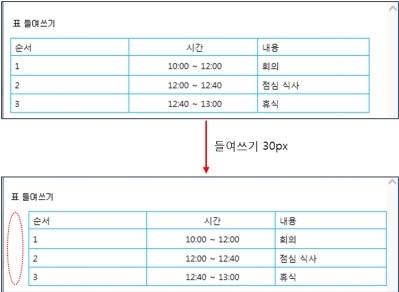 표 들여쓰기
순서 시간 내용
1 10:00 ~ 12:00 회의
2 12:00 ~ 12:40 점심 식사
3 12:40 ~ 13:00 휴식
들여쓰기 30px
표 들여쓰기
순서 시간 내용
1 10:00 ~ 12:00 회의
2 12:00 ~ 12:40 점심 식사
3 12:40 ~ 13:00 휴식